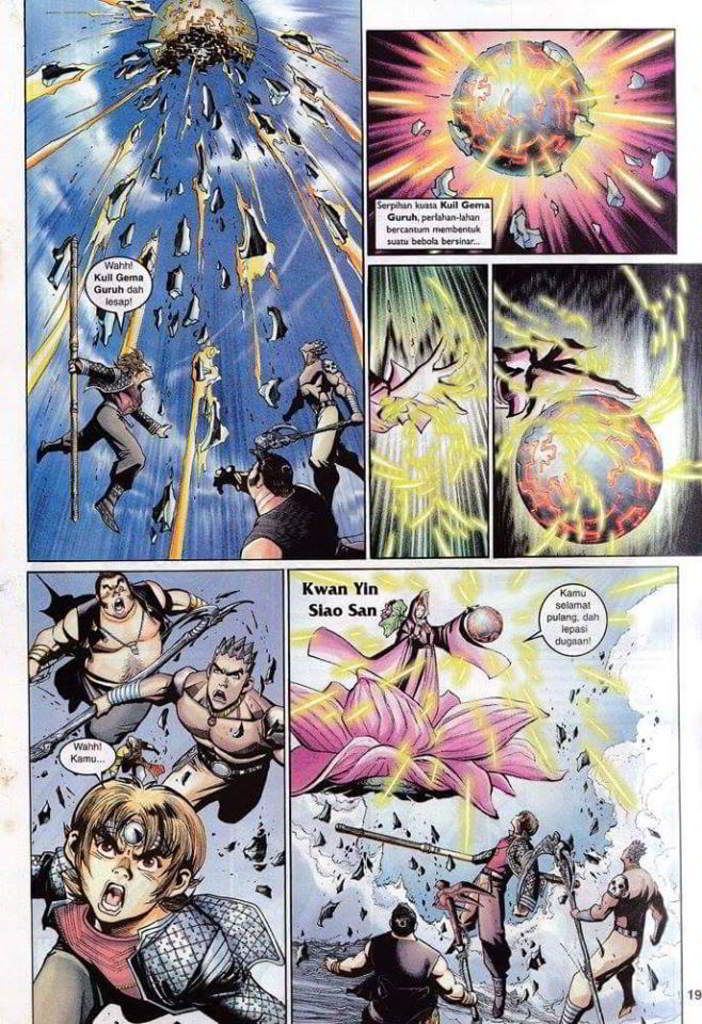 Wahh!
Kuil Gema
Guruh dah
lesap!
Serpihan kuasa Kuil Gema
Guruh, perlahan-lahan
bercantum membentuk
suatu bebola bersinar...
Wahh!
Kamu...
Kwan Yin
Siao San
Kamu
selamat
pulang, dah
lepasi
dugaan!
19